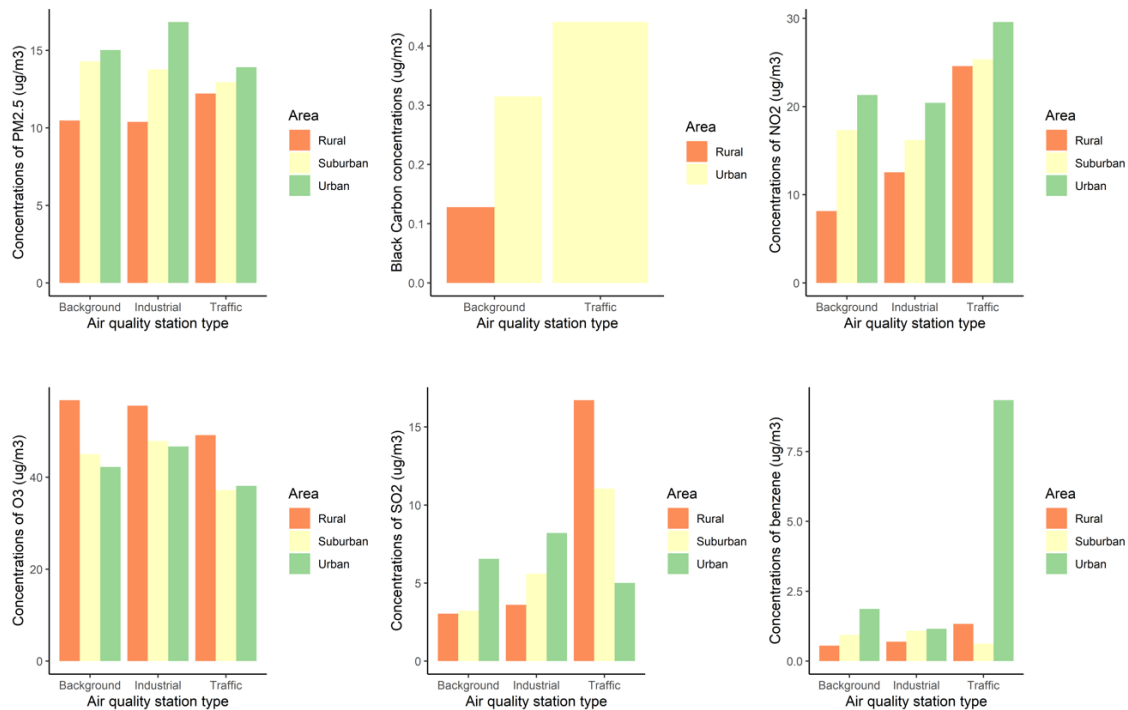 Concentrations of PM2.5 (ug/m3)
15
10
5
0
Background Industrial Traffic
Air quality station type
Area
Rural
Suburban
Urban
Black Carbon concentrations (ug/m3)
0.4
0.3
0.2
0.1
0.0
Background Traffic
Air quality station type
Area
Rural
Urban
Concentrations of NO2 (ug/m3)
30
20
10
0
Background Industrial Traffic
Air quality station type
Area
Rural
Suburban
Urban
Concentrations of O3 (ug/m3)
40
20
0
Background Industrial Traffic
Air quality station type
Area
Rural
Suburban
Urban
Concentrations of SO2 (ug/m3)
15
10
5
0
Background Industrial Traffic
Air quality station type
Area
Rural
Suburban
Urban
Concentrations of benzene (ug/m3)
7.5
5.0
2.5
0.0
Background Industrial Traffic
Air quality station type
Area
Rural
Suburban
Urban